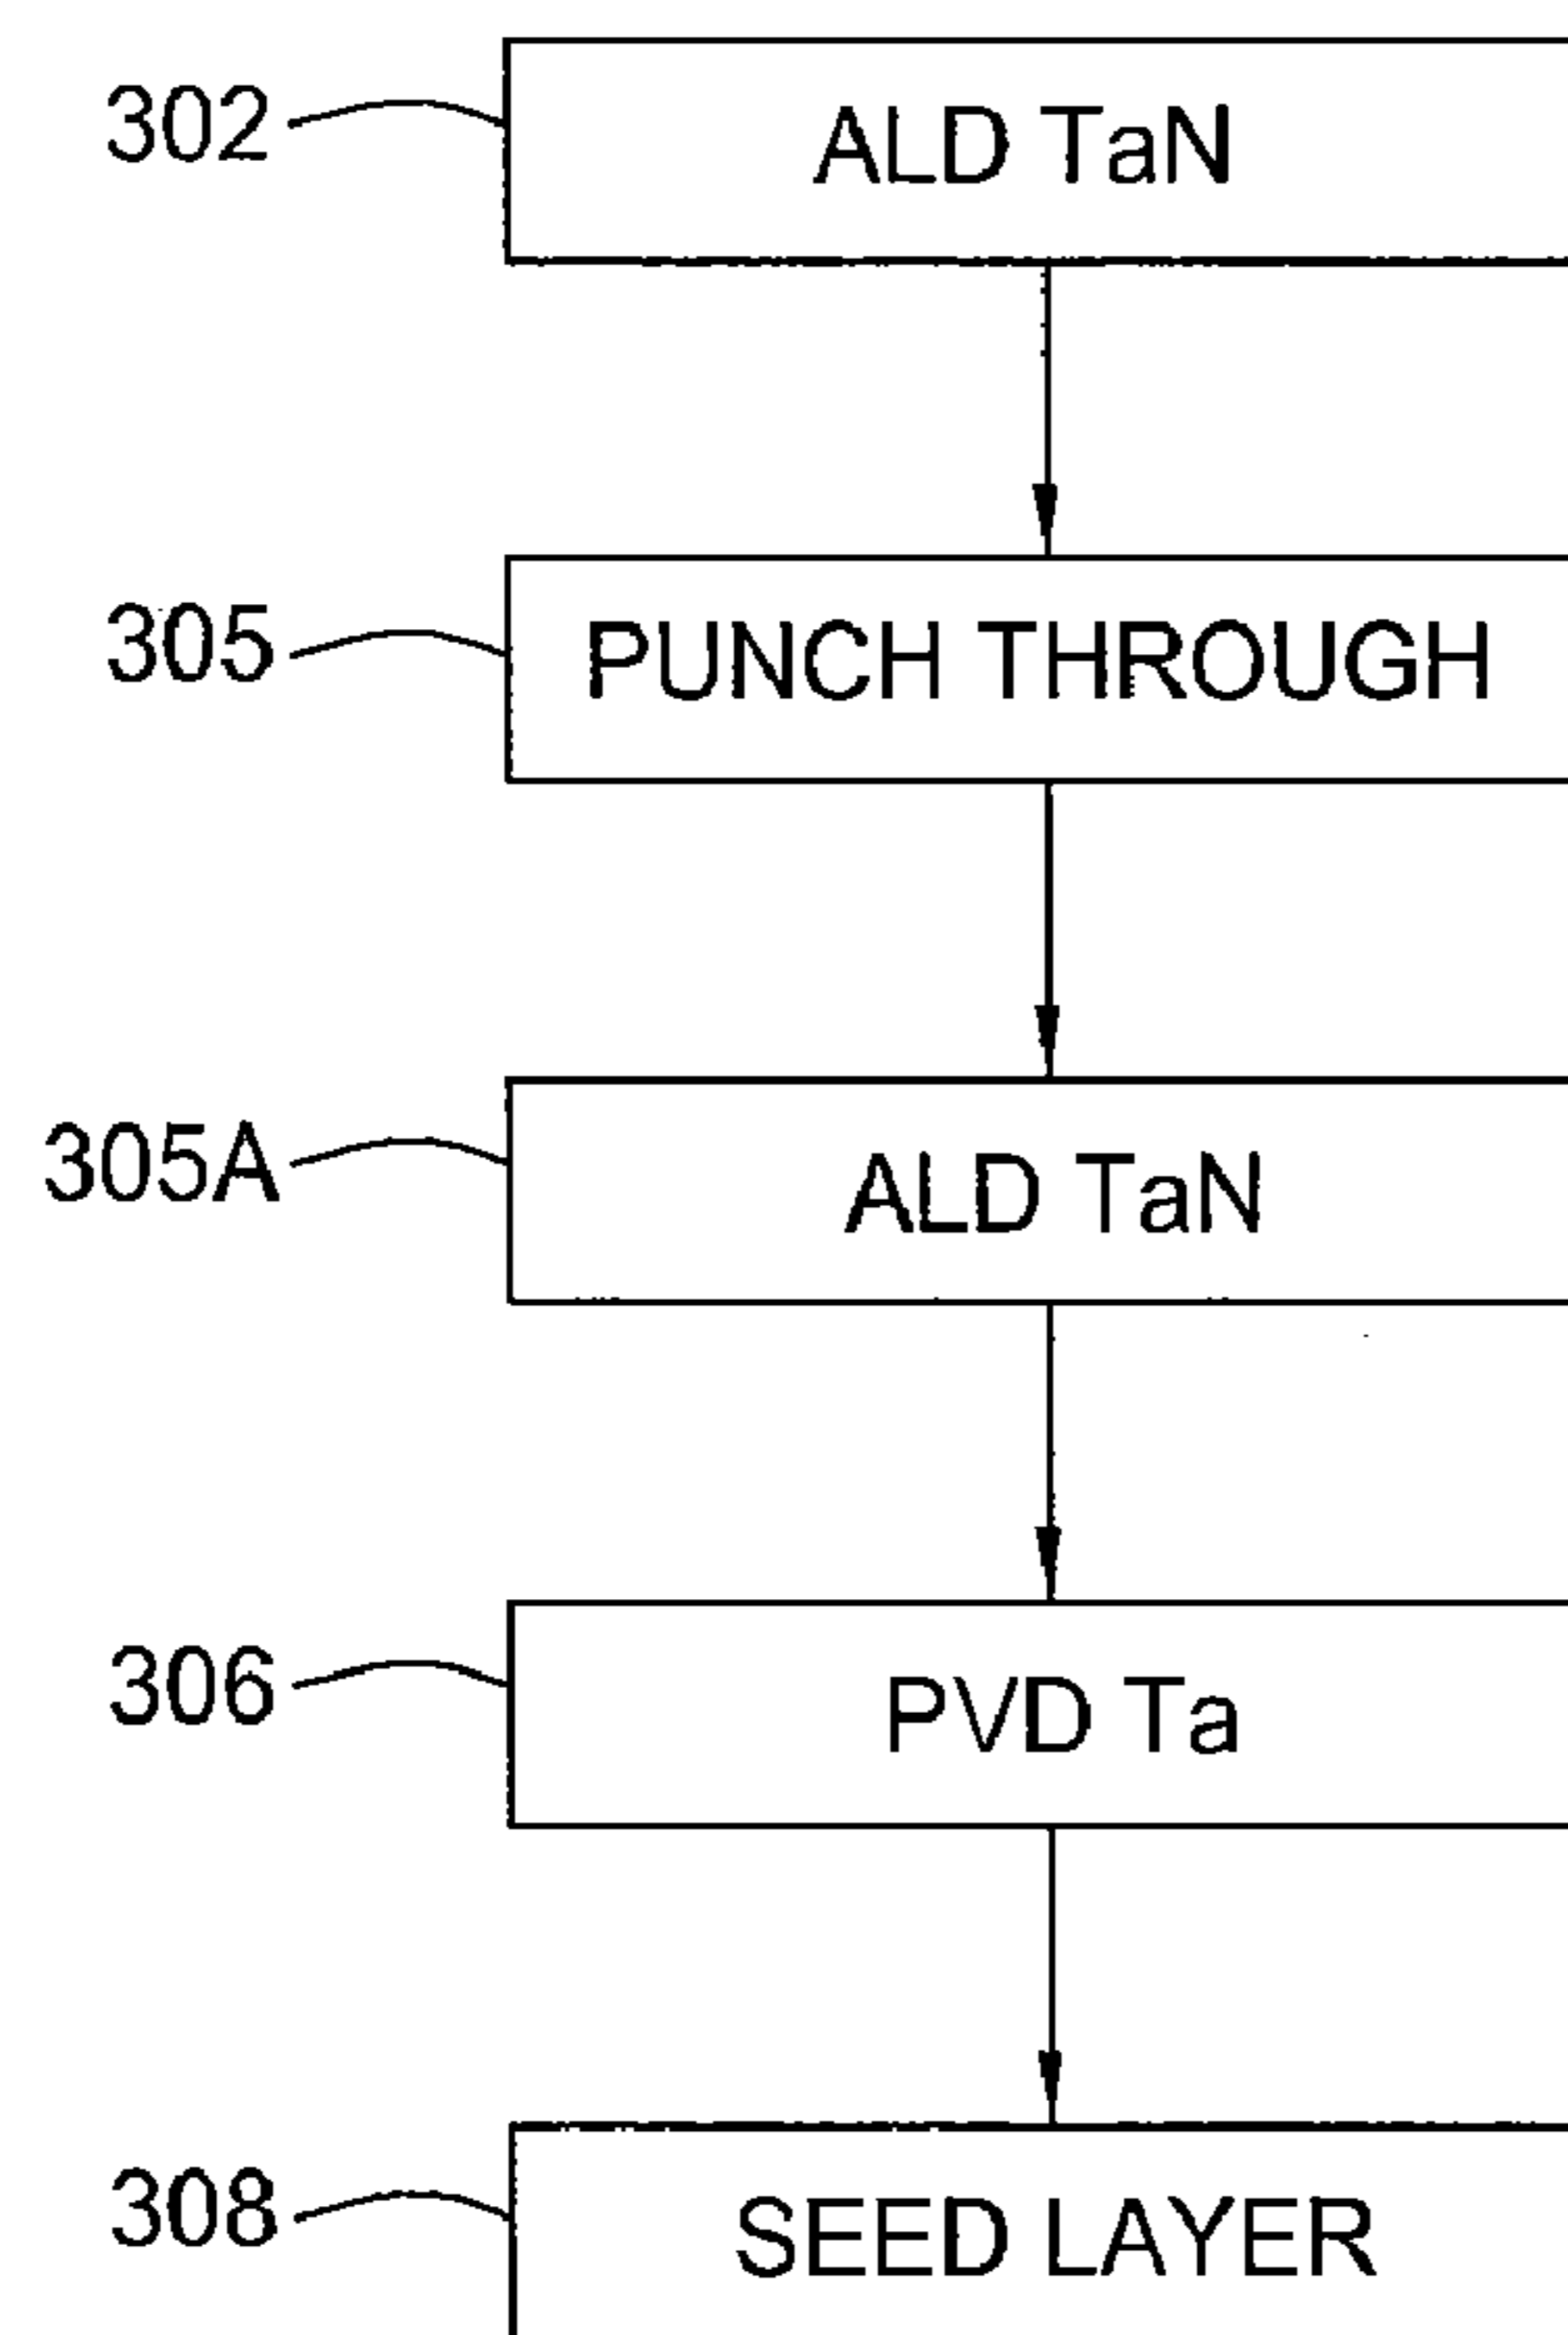 302 ALD TaN
305 PUNCH THROUGH
305A ALD TaN
306 PVD Ta
308 SEED LAYER